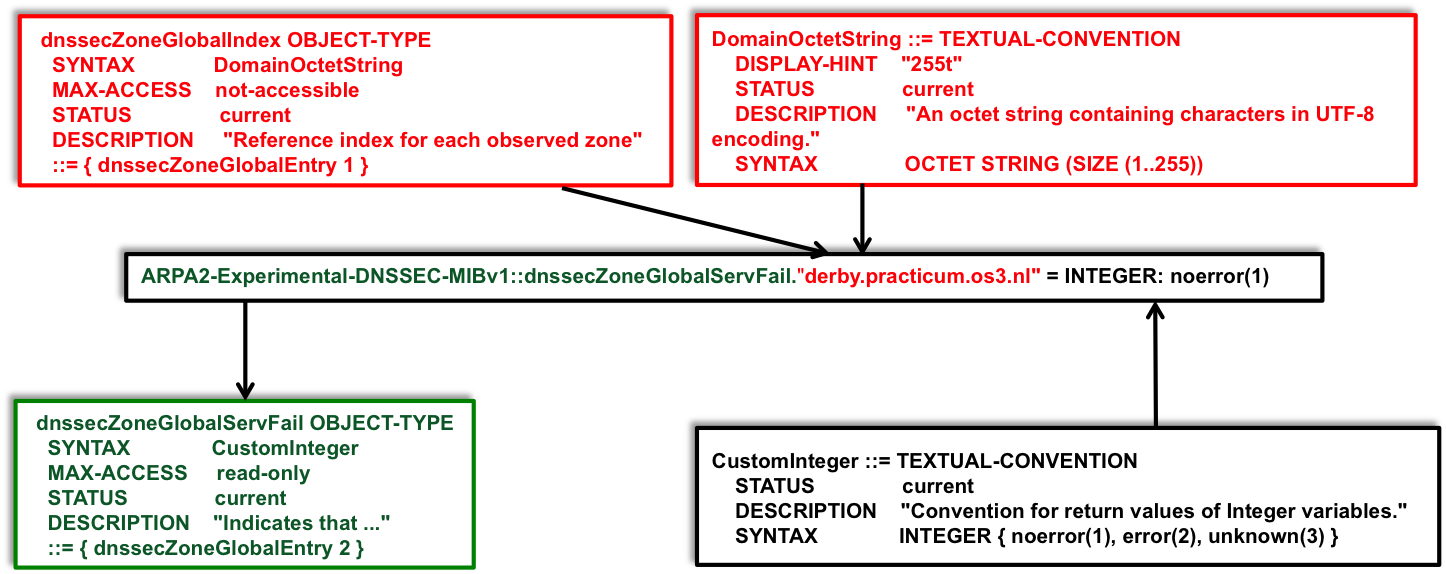 dnssecZoneGlobalIndex OBJECT-TYPE
SYNTAX DomainOctetString
MAX-ACCESS not-accessible
STATUS current
DESCRIPTION "Reference index for each observed zone"
::= { dnssecZoneGlobalEntry 1 }
DomainOctetString ::= TEXTUAL-CONVENTION
DISPLAY-HINT "255t"
STATUS current
DESCRIPTION "An octet string containing characters in UTF-8
encoding."
SYNTAX OCTET STRING (SIZE (1..255))
ARPA2-Experimental-DNSSEC-MIBv1::dnssecZoneGlobalServFail."derby.practicum.os3.nl" = INTEGER: noerror(1)
dnssecZoneGlobalServFail OBJECT-TYPE
SYNTAX CustomInteger
MAX-ACCESS read-only
STATUS current
DESCRIPTION "Indicates that ..."
::= { dnssecZoneGlobalEntry 2 }
CustomInteger ::= TEXTUAL-CONVENTION
STATUS current
DESCRIPTION "Convention for return values of Integer variables."
SYNTAX INTEGER { noerror(1), error(2), unknown(3) }